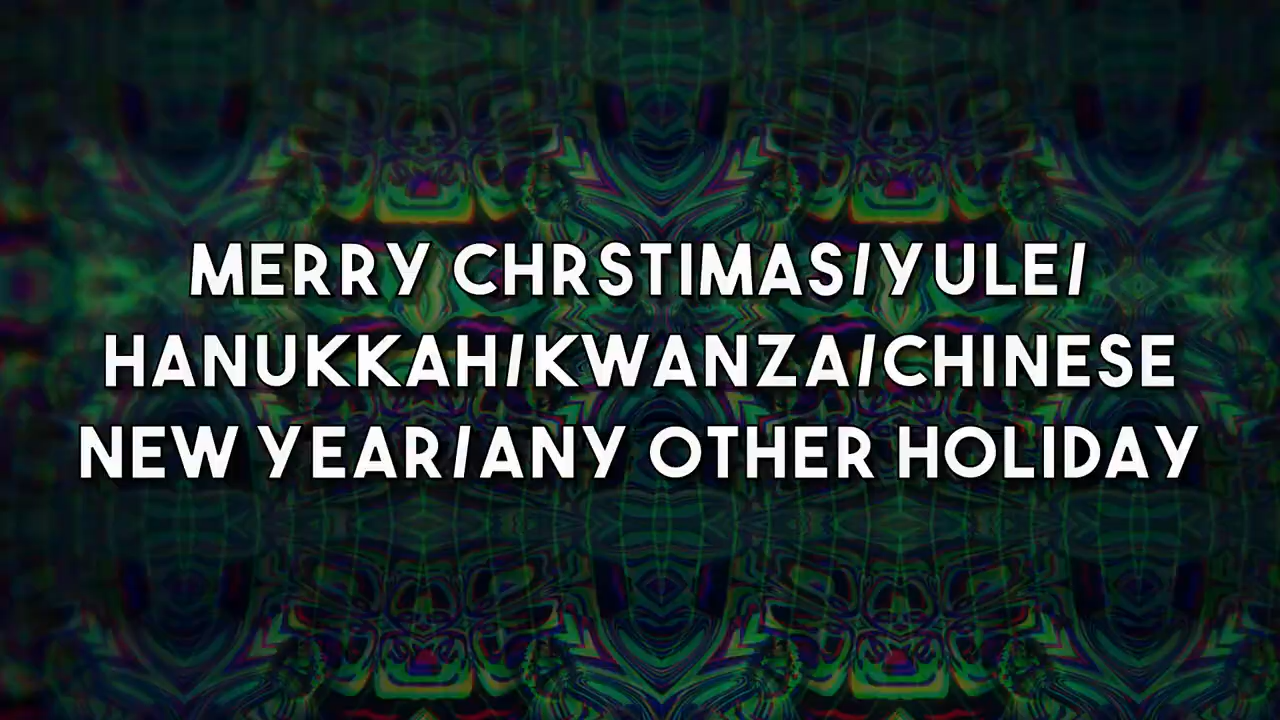 MERRY CHRSTIMAS/YULE/
HANUKKAH/KWANZA/CHINESE
NEW YEAR/ANY OTHER HOLIDAY